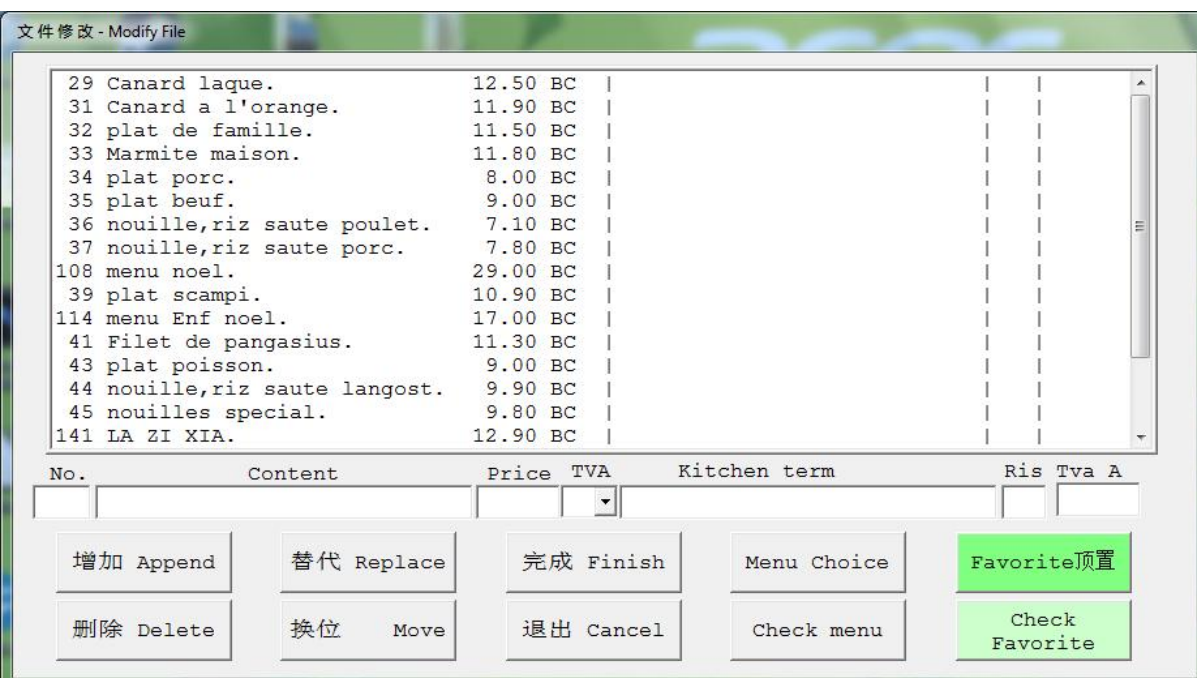 文件修改 - Modify File
29 Canard laque. 12.50 BC | | |
31 Canard a l'orange. 11.90 BC | | |
32 plat de famille. 11.50 BC | | |
33 Marmite maison. 11.80 BC | | |
34 plat porc. 8.00 BC | | |
35 plat beuf. 9.00 BC | | |
36 nouille,riz saute poulet. 7.10 BC | | |
37 nouille,riz saute porc. 7.80 BC | | |
108 menu noel. 29.00 BC | | |
39 plat scampi. 10.90 BC | | |
114 menu Enf noel. 17.00 BC | | |
41 Filet de pangasius. 11.30 BC | | |
43 plat poisson. 9.00 BC | | |
44 nouille,riz saute langost. 9.90 BC | | |
45 nouilles special. 9.80 BC | | |
141 LA ZI XIA. 12.90 BC | | |
No. Content Price TVA Kitchen term Ris Tva A
增加 Append 替代 Replace 完成 Finish Menu Choice Favorite顶置
删除 Delete 换位 Move 退出 Cancel Check menu Check Favorite